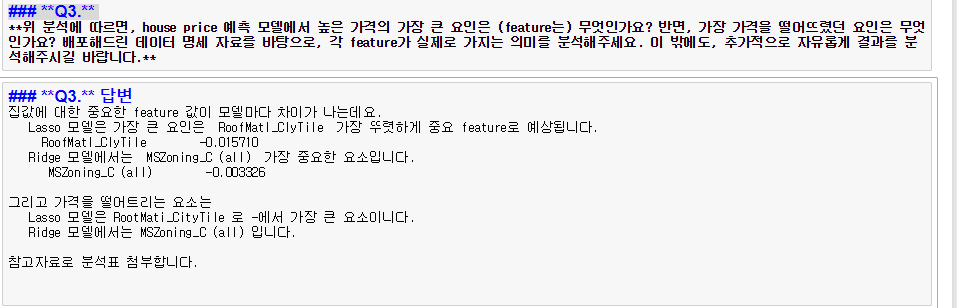 ### **Q3.**
**위 분석에 따르면, house price 예측 모델에서 높은 가격의 가장 큰 요인은 (feature는) 무엇인가요? 반면, 가장 가격을 떨어뜨렸던 요인은 무엇
인가요? 배포해드린 데이터 명세 자료를 바탕으로, 각 feature가 실제로 가지는 의미를 분석해주세요. 이 밖에도, 추가적으로 자유롭게 결과를 분
석해주시길 바랍니다.**
### **Q3.** 답변
집값에 대한 중요한 feature 값이 모델마다 차이가 나는데요.
Lasso 모델은 가장 큰 요인은 RoofMatl_ClyTile 가장 뚜렷하게 중요 feature로 예상됩니다.
RoofMatl_ClyTile -0.015710
Ridge 모델에서는 MSZoning_C (all) 가장 중요한 요소입니다.
MSZoning_C (all) -0.003326
그리고 가격을 떨어트리는 요소는
Lasso 모델은 RootMati_CityTile 로 -에서 가장 큰 요소이니다.
Ridge 모델에서는 MSZoning_C (all) 입니다.
참고자료로 분석표 첨부합니다.